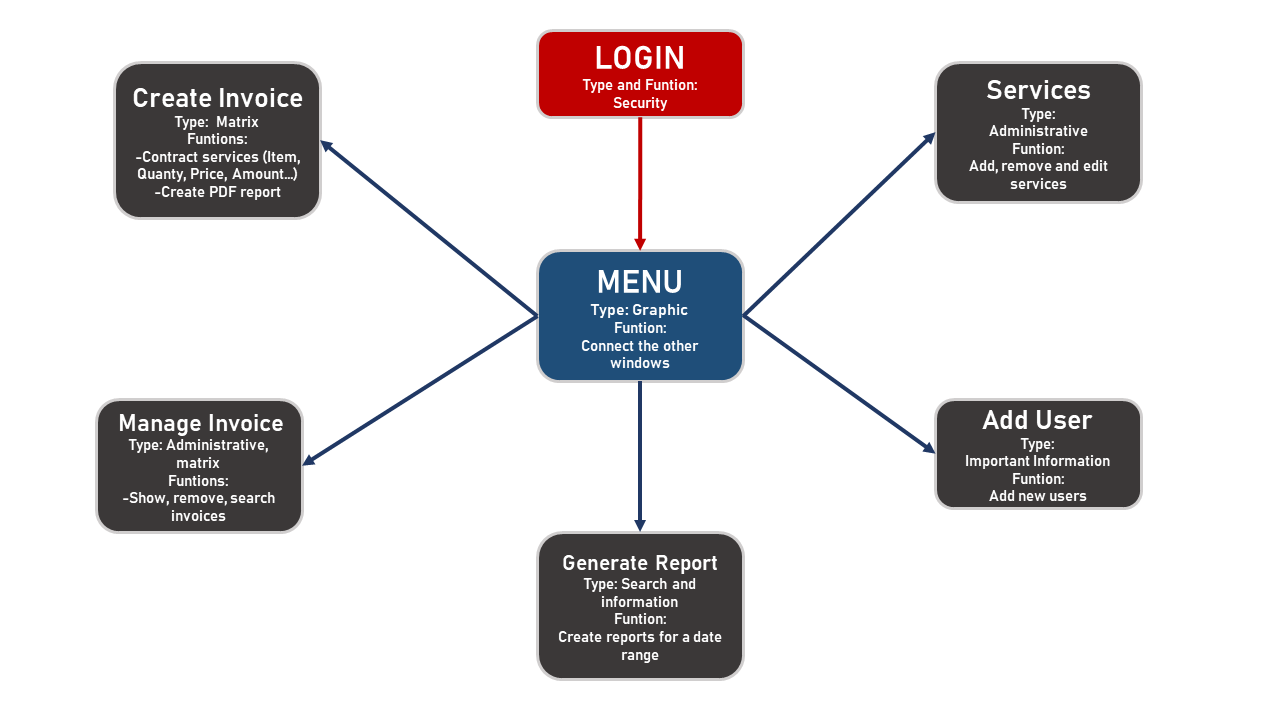 LOGIN
Type and Funtion:
Security
Create Invoice
Type: Matrix
Funtions:
-Contract services (Item,
Quanty, Price, Amount...)
-Create PDF report
Services
Type:
Administrative
Funtion:
Add, remove and edit
services
MENU
Type: Graphic
Funtion:
Connect the other
windows
Manage Invoice
Type: Administrative,
matrix
Funtions:
-Show, remove, search
invoices
Add User
Type:
Important Information
Funtion:
Add new users
Generate Report
Type: Search and
information
Funtion:
Create reports for a date
range